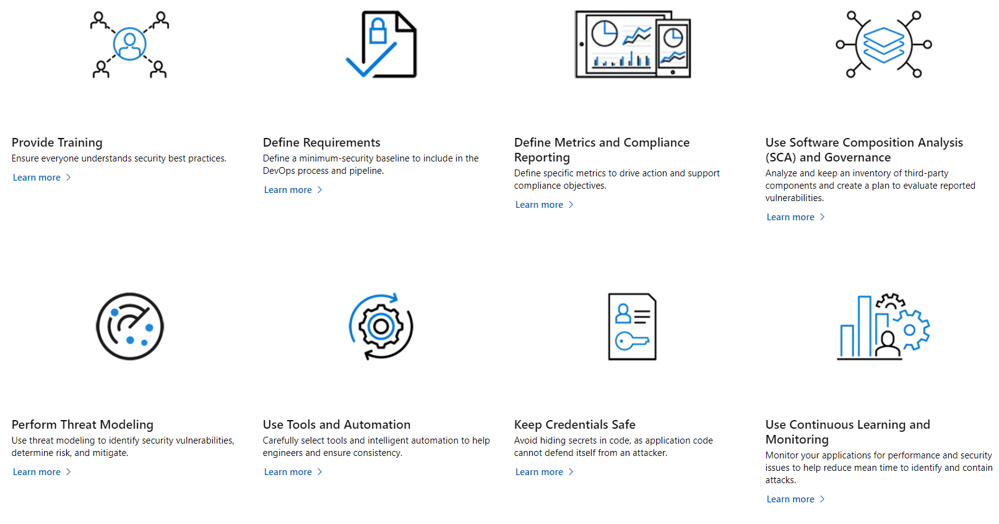 Provide Training
Ensure everyone understands security best practices.
Learn more
Define Requirements
Define a minimum-security baseline to include in the
DevOps process and pipeline.
Learn more
Define Metrics and Compliance
Reporting
Define specific metrics to drive action and support
compliance objectives.
Learn more
Use Software Composition Analysis
(SCA) and Governance
Analyze and keep an inventory of third-party
components and create a plan to evaluate reported
vulnerabilities.
Learn more
Perform Threat Modeling
Use threat modeling to identify security vulnerabilities,
determine risk, and mitigate.
Learn more
Use Tools and Automation
Carefully select tools and intelligent automation to help
engineers and ensure consistency.
Learn more
Keep Credentials Safe
Avoid hiding secrets in code, as application code
cannot defend itself from an attacker.
Learn more
Use Continuous Learning and
Monitoring
Monitor your applications for performance and security
issues to help reduce mean time to identify and contain
attacks.
Learn more